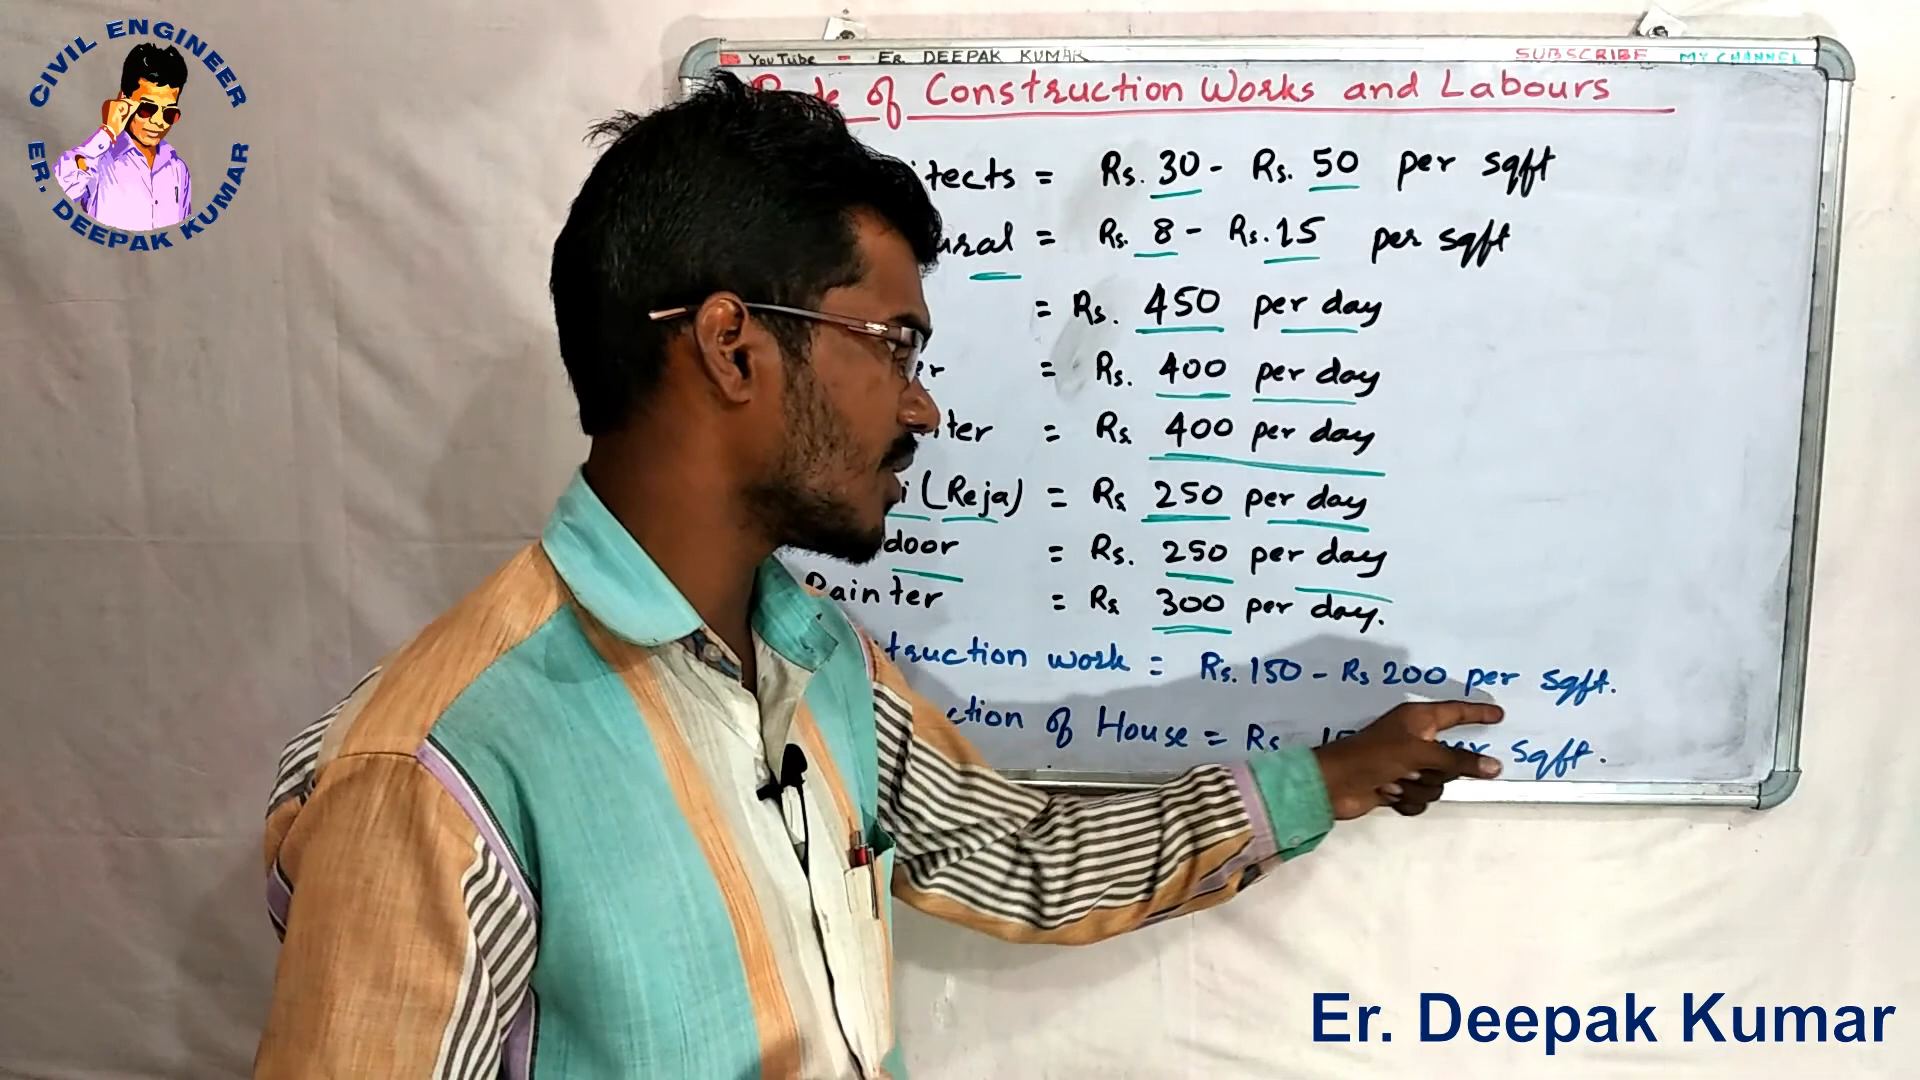 CIVIL ENGINEER
ER. DEEPAK KUMAR
YouTube - ER. DEEPAK KUMAR SUBSCRIBE MY CHANNEL
of Construction Works and Labours
tects = Rs. 30 - Rs. 50 per sqft
ural = Rs. 8 - Rs. 15 per sqft
= Rs. 450 per day
er = Rs. 400 per day
ter = Rs 400 per day
i (Reja) = Rs 250 per day
door = Rs. 250 per day
Painter = Rs 300 per day.
truction work = Rs. 150 - Rs 200 per sqft.
ction of House = Rs per sqft.
Er. Deepak Kumar